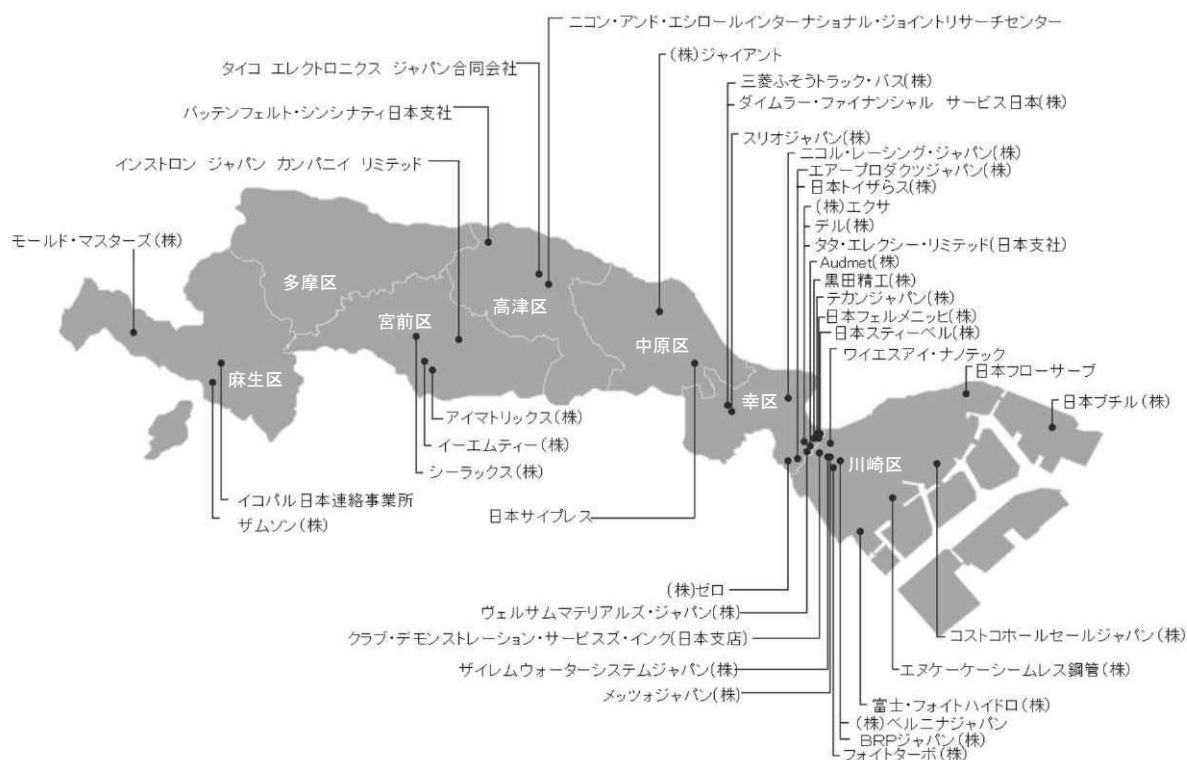 ニコン・アンド・エシロールインターナショナル・ジョイントリサーチセンター
(株)ジャイアント
タイコ エレクトロニクス ジャパン合同会社
三菱ふそうトラック・バス(株)
ダイムラー・ファイナンシャル サービス日本(株)
バッテンフェルト・シンシナティ日本支社
スリオジャパン(株)
ニコル・レーシング・ジャパン(株)
インストロン ジャパン カンパニイ リミテッド
エアープロダクツジャパン(株)
日本トイザらス(株)
(株)エクサ
デル(株)
モールド・マスターズ(株)
タタ・エレクシー・リミテッド(日本支社)
Audmet(株)
多摩区
黒田精工(株)
高津区
テカンジャパン(株)
宮前区
日本フェルメニッヒ(株)
日本スティーベル(株)
中原区
ワイエスアイ・ナノテック
日本フローサーブ
麻生区
幸区
日本ブチル(株)
アイマトリックス(株)
イーエムティー(株)
川崎区
シーラックス(株)
イコパル日本連絡事業所
日本サイプレス
ザムソン(株)
(株)ゼロ
ヴェルサムマテリアルズ・ジャパン(株)
クラブ・デモンストレーション・サービスズ・インク(日本支店)
コストコホールセールジャパン(株)
ザイレムウォーターシステムジャパン(株)
エヌケーケーシームレス鋼管(株)
メッツォジャパン(株)
富士・フォイトハイドロ(株)
(株)ベルニナジャパン
BRPジャパン(株)
フォイトターボ(株)